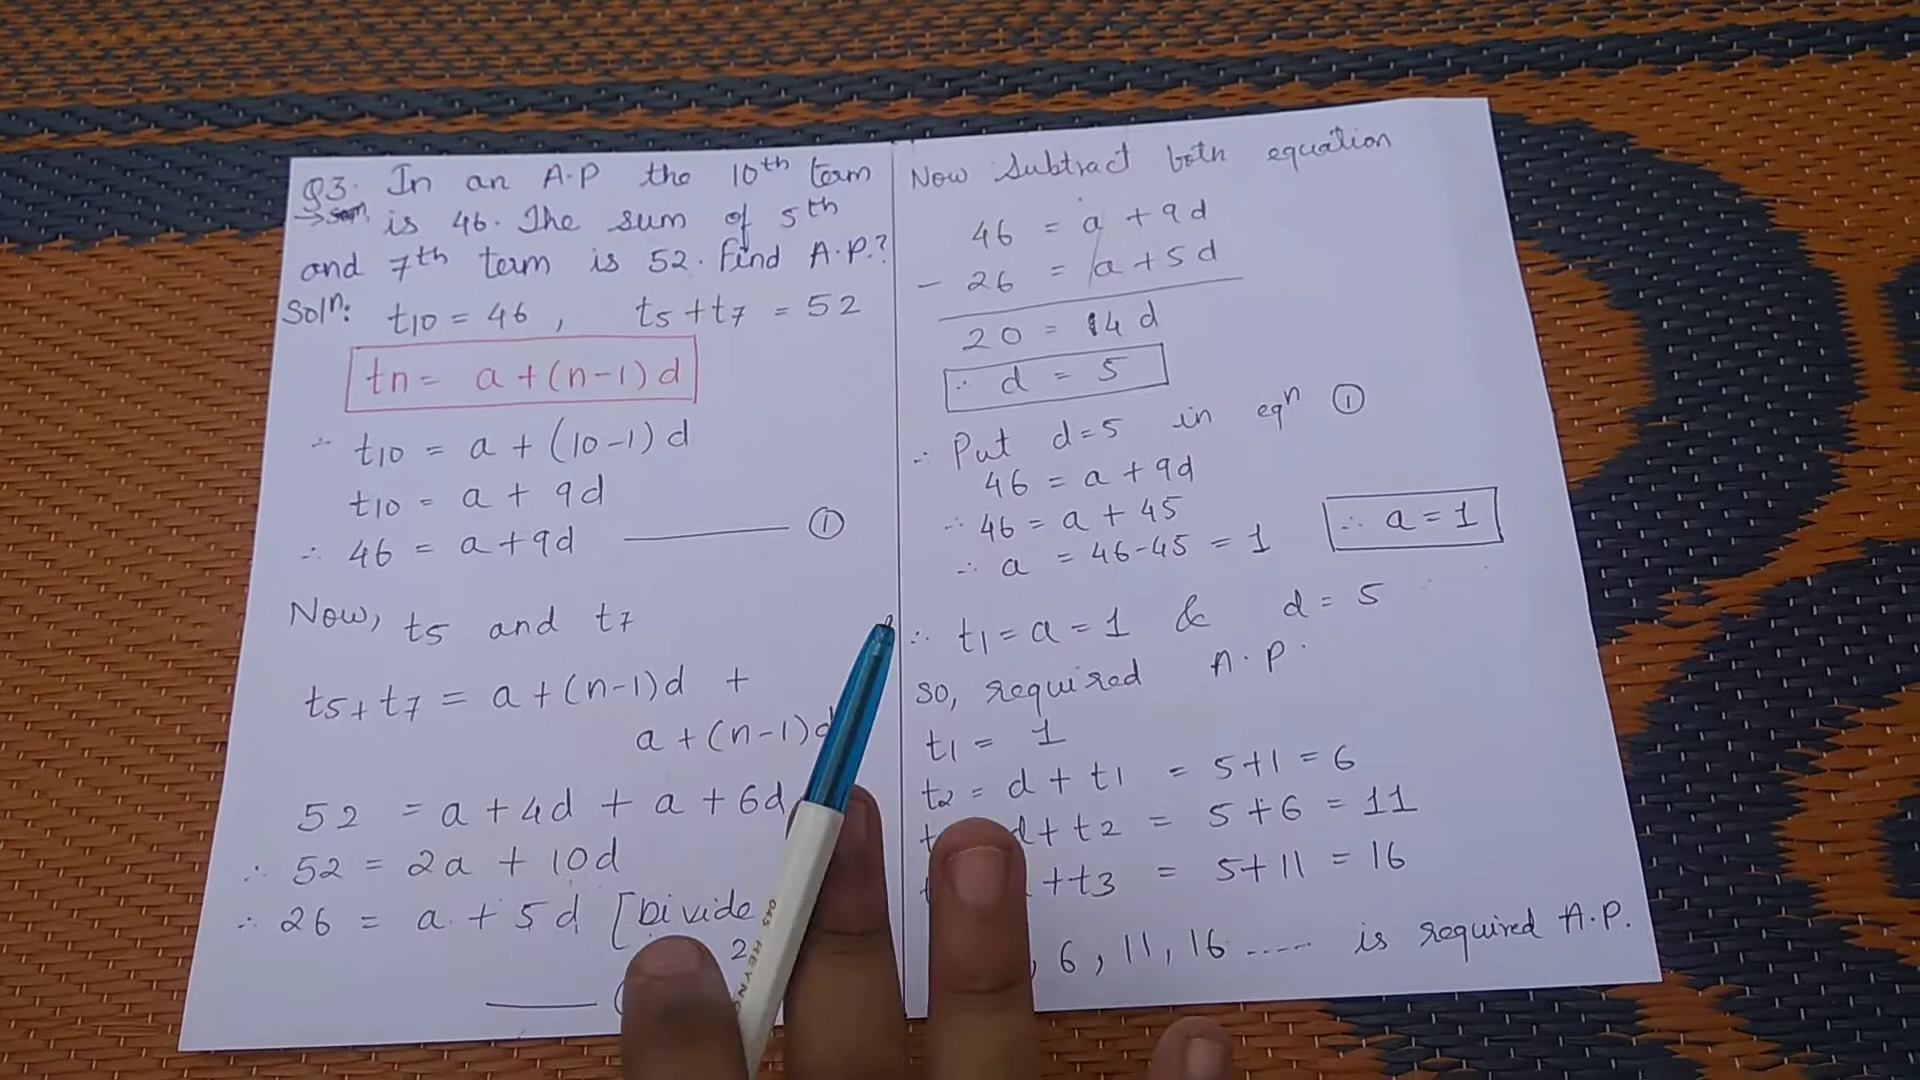 Q3. In an A.P the 10th term
is 46. The sum of 5th
and 7th term is 52. Find A.P.?
Solⁿ: t10 = 46, t5 + t7 = 52
tn = a + (n-1) d
∴ t10 = a + (10-1) d
t10 = a + 9d
∴ 46 = a + 9d ——— ①
Now, t5 and t7
t5 + t7 = a + (n-1)d +
a + (n-1)d
52 = a + 4d + a + 6d
∴ 52 = 2a + 10d
∴ 26 = a + 5d [Divide
2
Now Subtract both equation
46 = a + 9d
- 26 = a + 5d
20 = 4d
∴ d = 5
∴ Put d = 5 in eqⁿ ①
46 = a + 9d
∴ 46 = a + 45
∴ a = 46-45 = 1 ∴ a = 1
∴ t1 = a = 1 & d = 5
So, required A.P.
t1 = 1
t2 = d + t1 = 5+1 = 6
d + t2 = 5+6 = 11
+ t3 = 5+11 = 16
, 6, 11, 16 ..... is required A.P.
045 REYNO